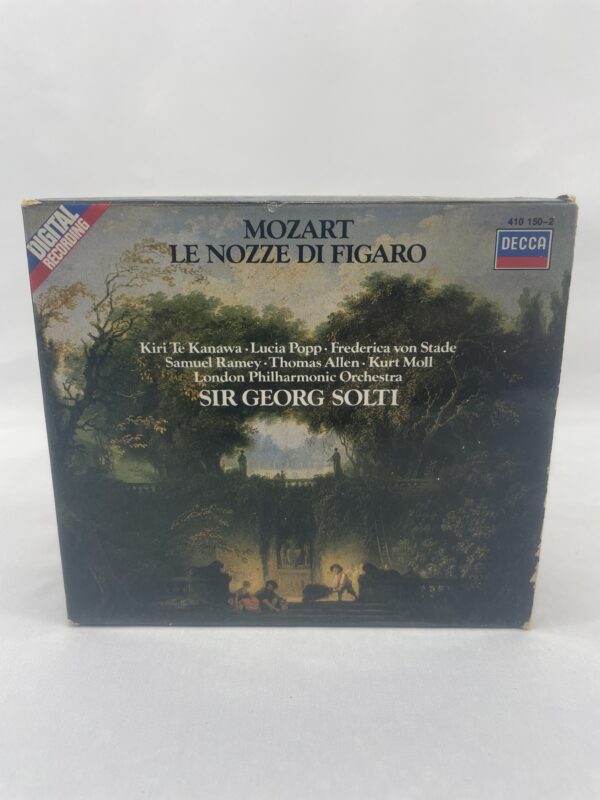 DIGITAL
RECORDING
MOZART
LE NOZZE DI FIGARO
410 150-2
DECCA
Kiri Te Kanawa · Lucia Popp · Frederica von Stade
Samuel Ramey · Thomas Allen · Kurt Moll
London Philharmonic Orchestra
SIR GEORG SOLTI